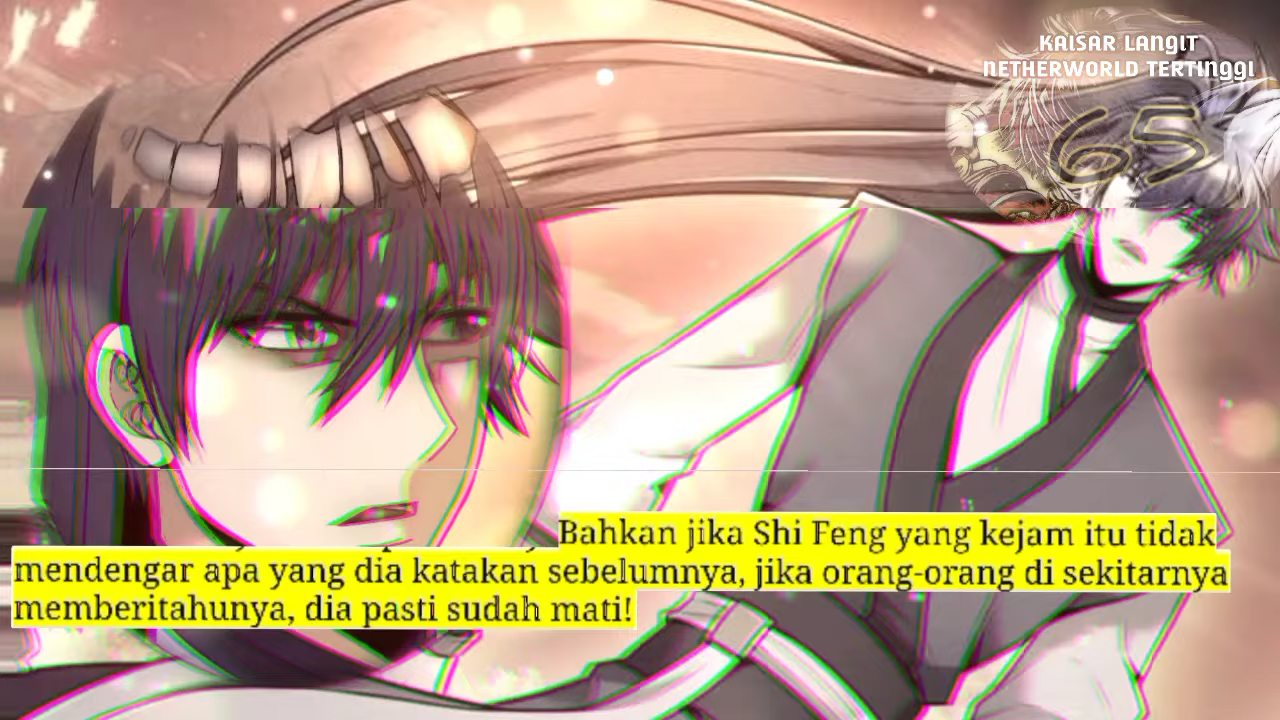 KAISAR LANGIT
NETHERWORLD TERTINGGI
65
Bahkan jika Shi Feng yang kejam itu tidak
mendengar apa yang dia katakan sebelumnya, jika orang-orang di sekitarnya
memberitahunya, dia pasti sudah mati!